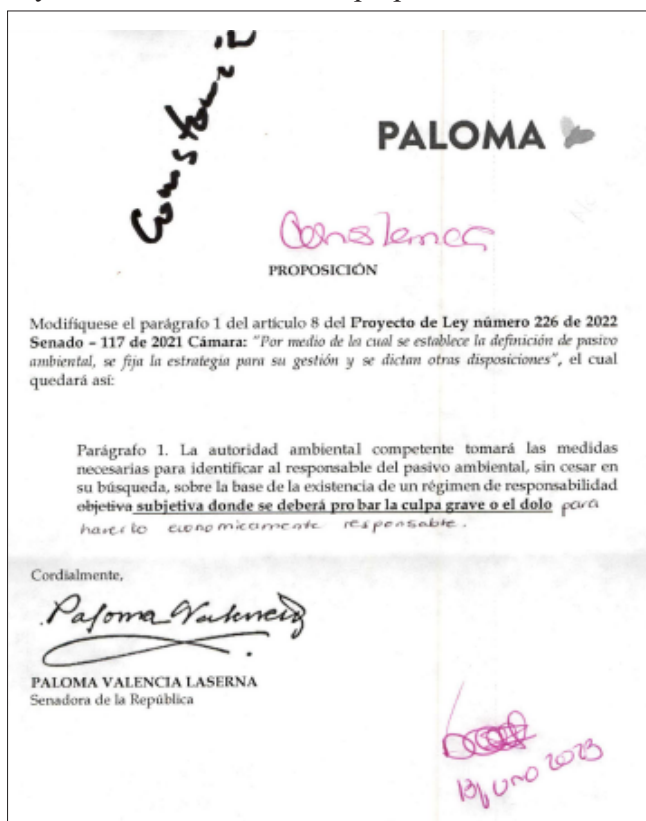 Constancia
PALOMA
Constancia
PROPOSICIÓN
Modifíquese el parágrafo 1 del artículo 8 del Proyecto de Ley número 226 de 2022
Senado – 117 de 2021 Cámara: "Por medio de la cual se establece la definición de pasivo
ambiental, se fija la estrategia para su gestión y se dictan otras disposiciones", el cual
quedará así:
Parágrafo 1. La autoridad ambiental competente tomará las medidas
necesarias para identificar al responsable del pasivo ambiental, sin cesar en
su búsqueda, sobre la base de la existencia de un régimen de responsabilidad
objetiva subjetiva donde se deberá probar la culpa grave o el dolo para
hacerlo economicamente responsable.
Cordialmente,
Paloma Valencia
PALOMA VALENCIA LASERNA
Senadora de la República
2023